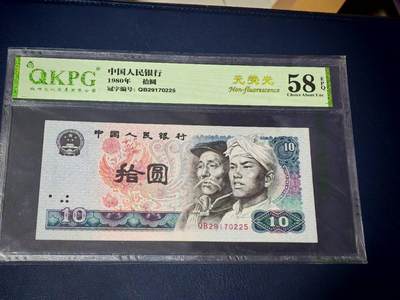 QKPG
中国人民银行
1980年 拾圆
冠字编号: QB29170225
无荧光
Non-fluorescence
58
EPQ
Choice About Unc
中国人民银行
10
拾圆
10
QB29170225
10